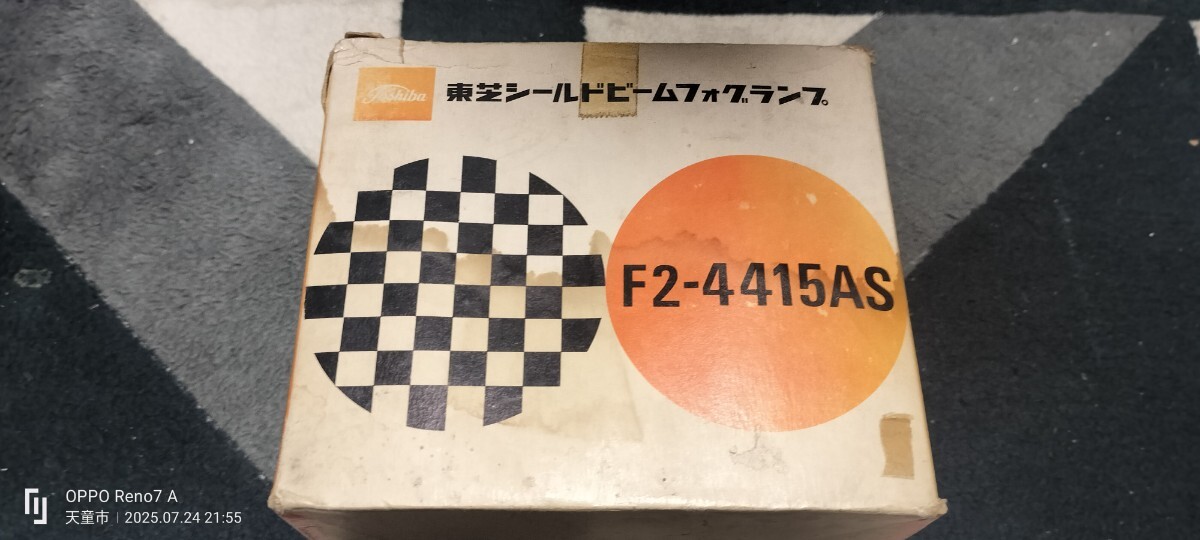 Toshiba
東芝シールドビームフォグランプ
F2-4415AS
OPPO Reno7 A
天童市 | 2025.07.24 21:55